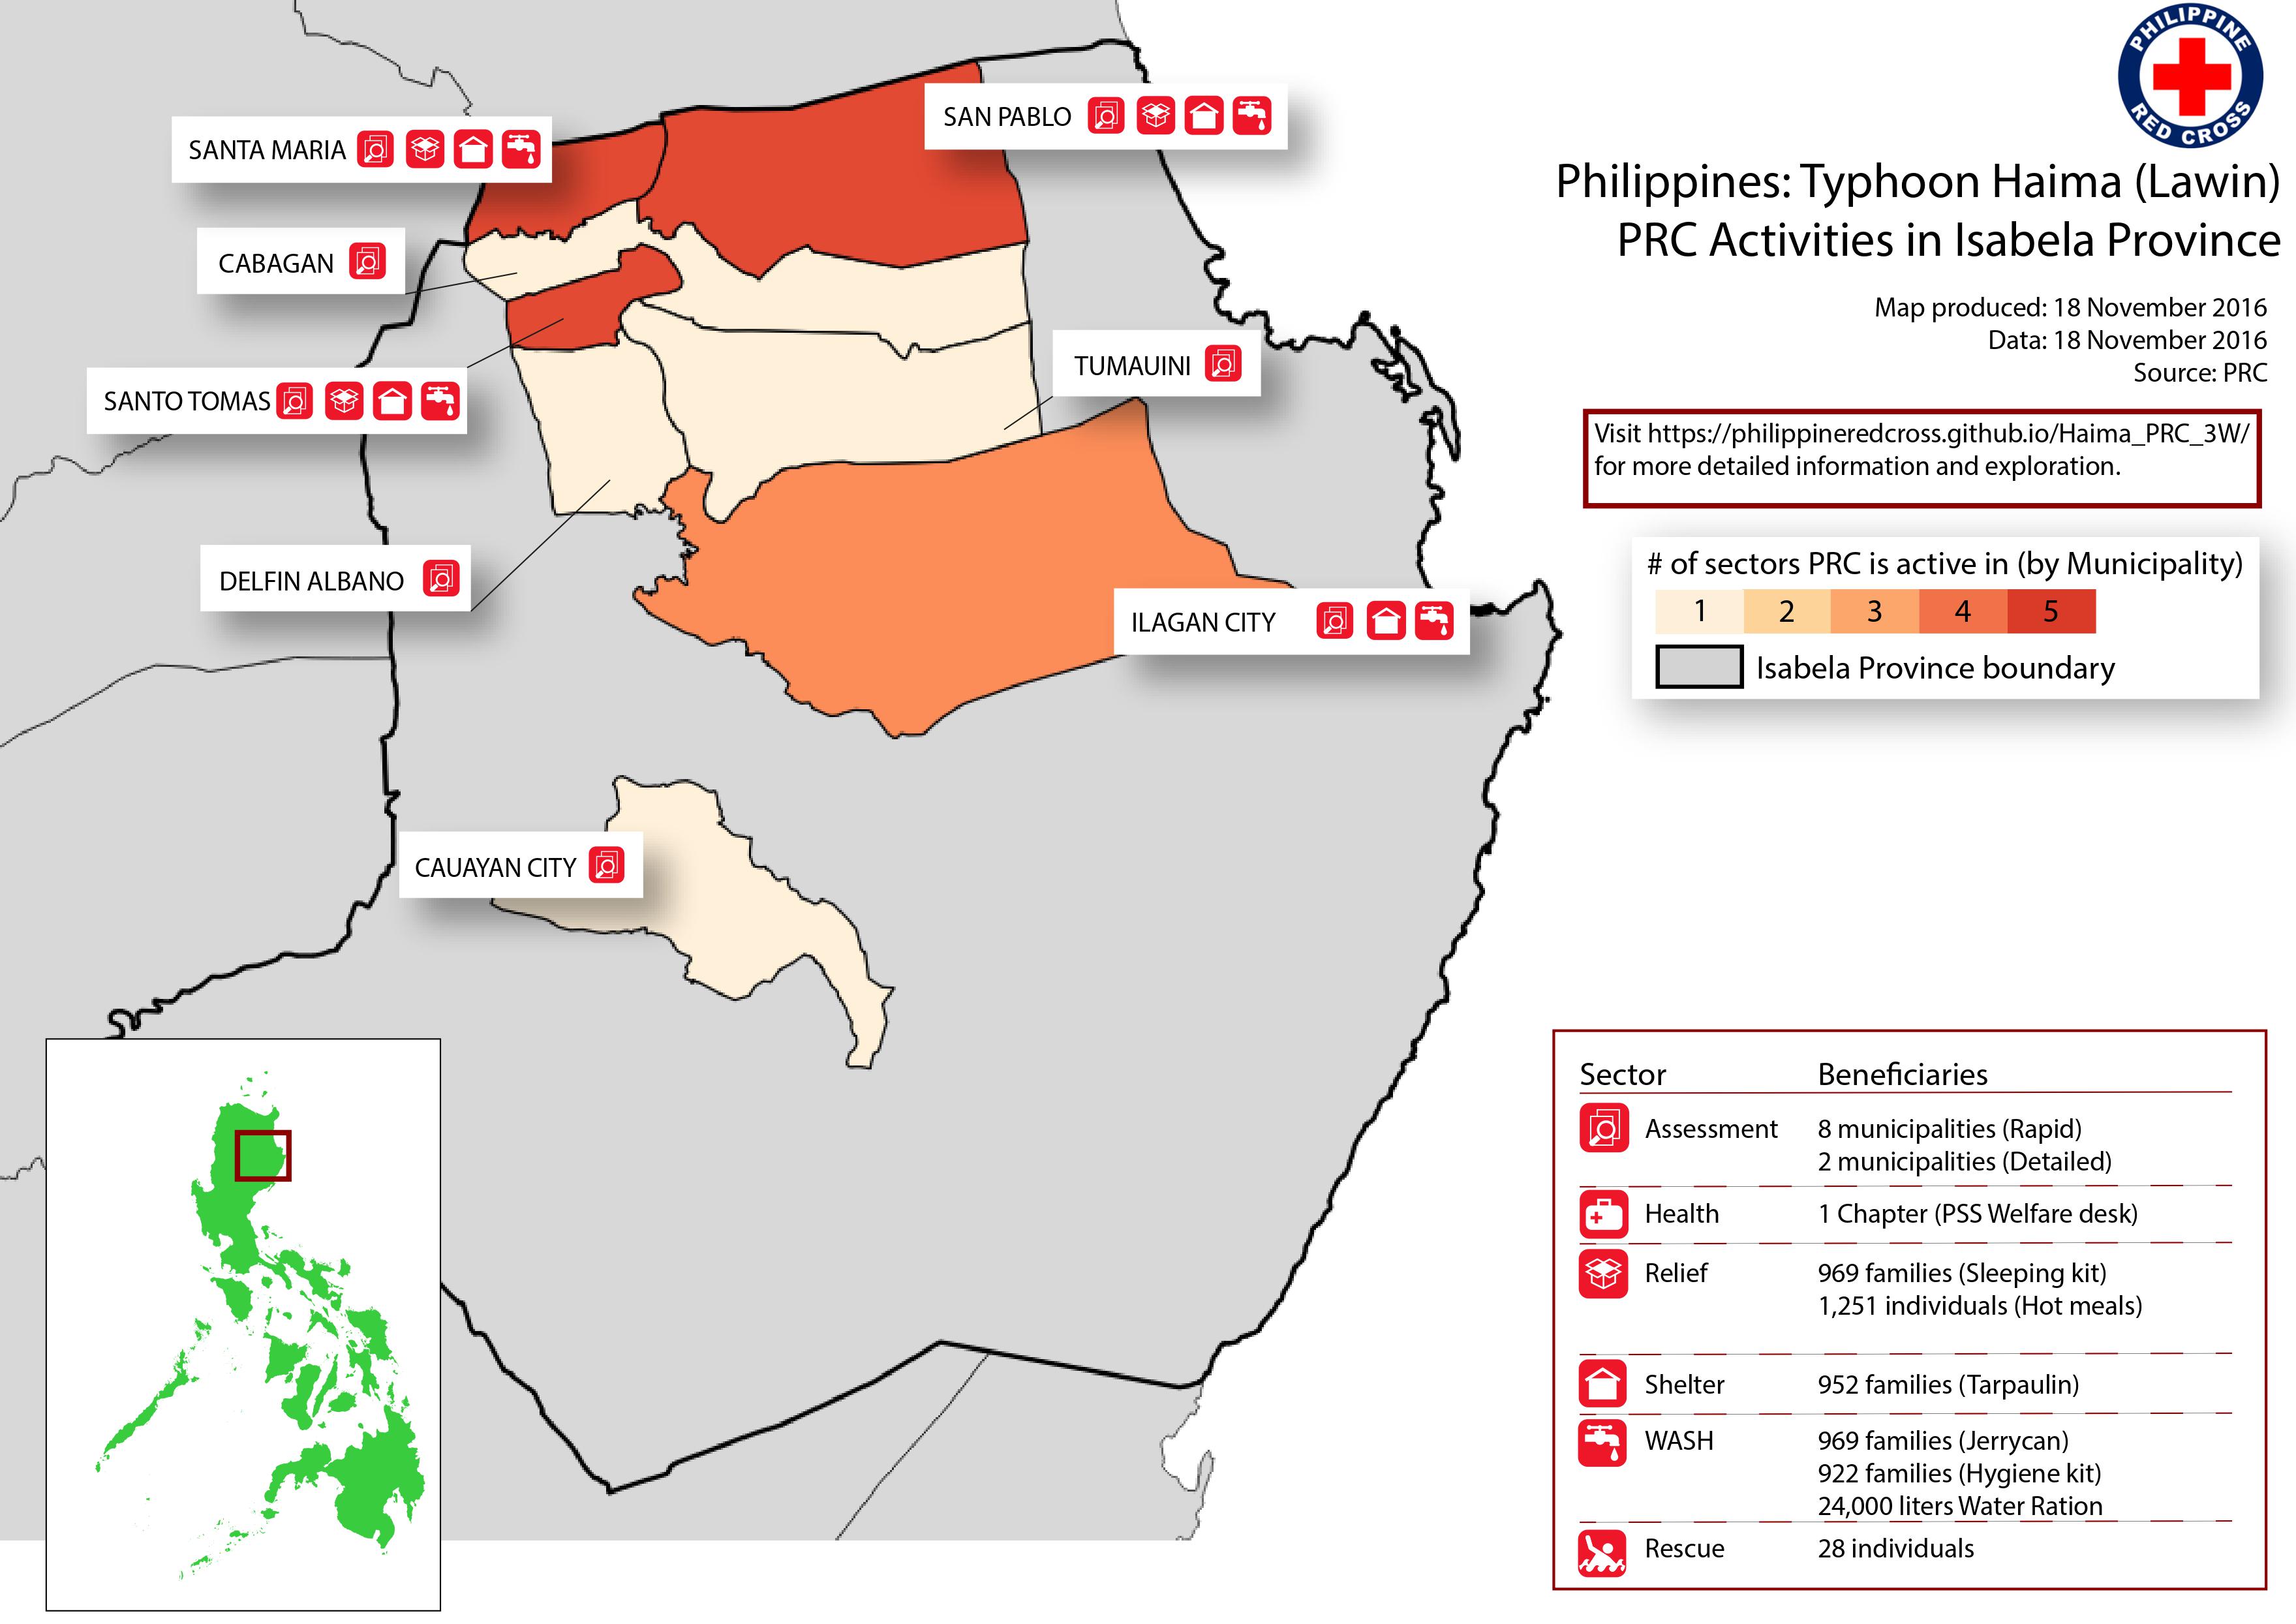 PHILIPPINE
RED CROSS
Philippines: Typhoon Haima (Lawin)
PRC Activities in Isabela Province
Map produced: 18 November 2016
Data: 18 November 2016
Source: PRC
Visit https://philippineredcross.github.io/Haima_PRC_3W/
for more detailed information and exploration.
# of sectors PRC is active in (by Municipality)
1 2 3 4 5
Isabela Province boundary
SAN PABLO
SANTA MARIA
CABAGAN
TUMAUINI
SANTO TOMAS
DELFIN ALBANO
ILAGAN CITY
CAUAYAN CITY
Sector Beneficiaries
Assessment 8 municipalities (Rapid)
2 municipalities (Detailed)
Health 1 Chapter (PSS Welfare desk)
Relief 969 families (Sleeping kit)
1,251 individuals (Hot meals)
Shelter 952 families (Tarpaulin)
WASH 969 families (Jerrycan)
922 families (Hygiene kit)
24,000 liters Water Ration
Rescue 28 individuals